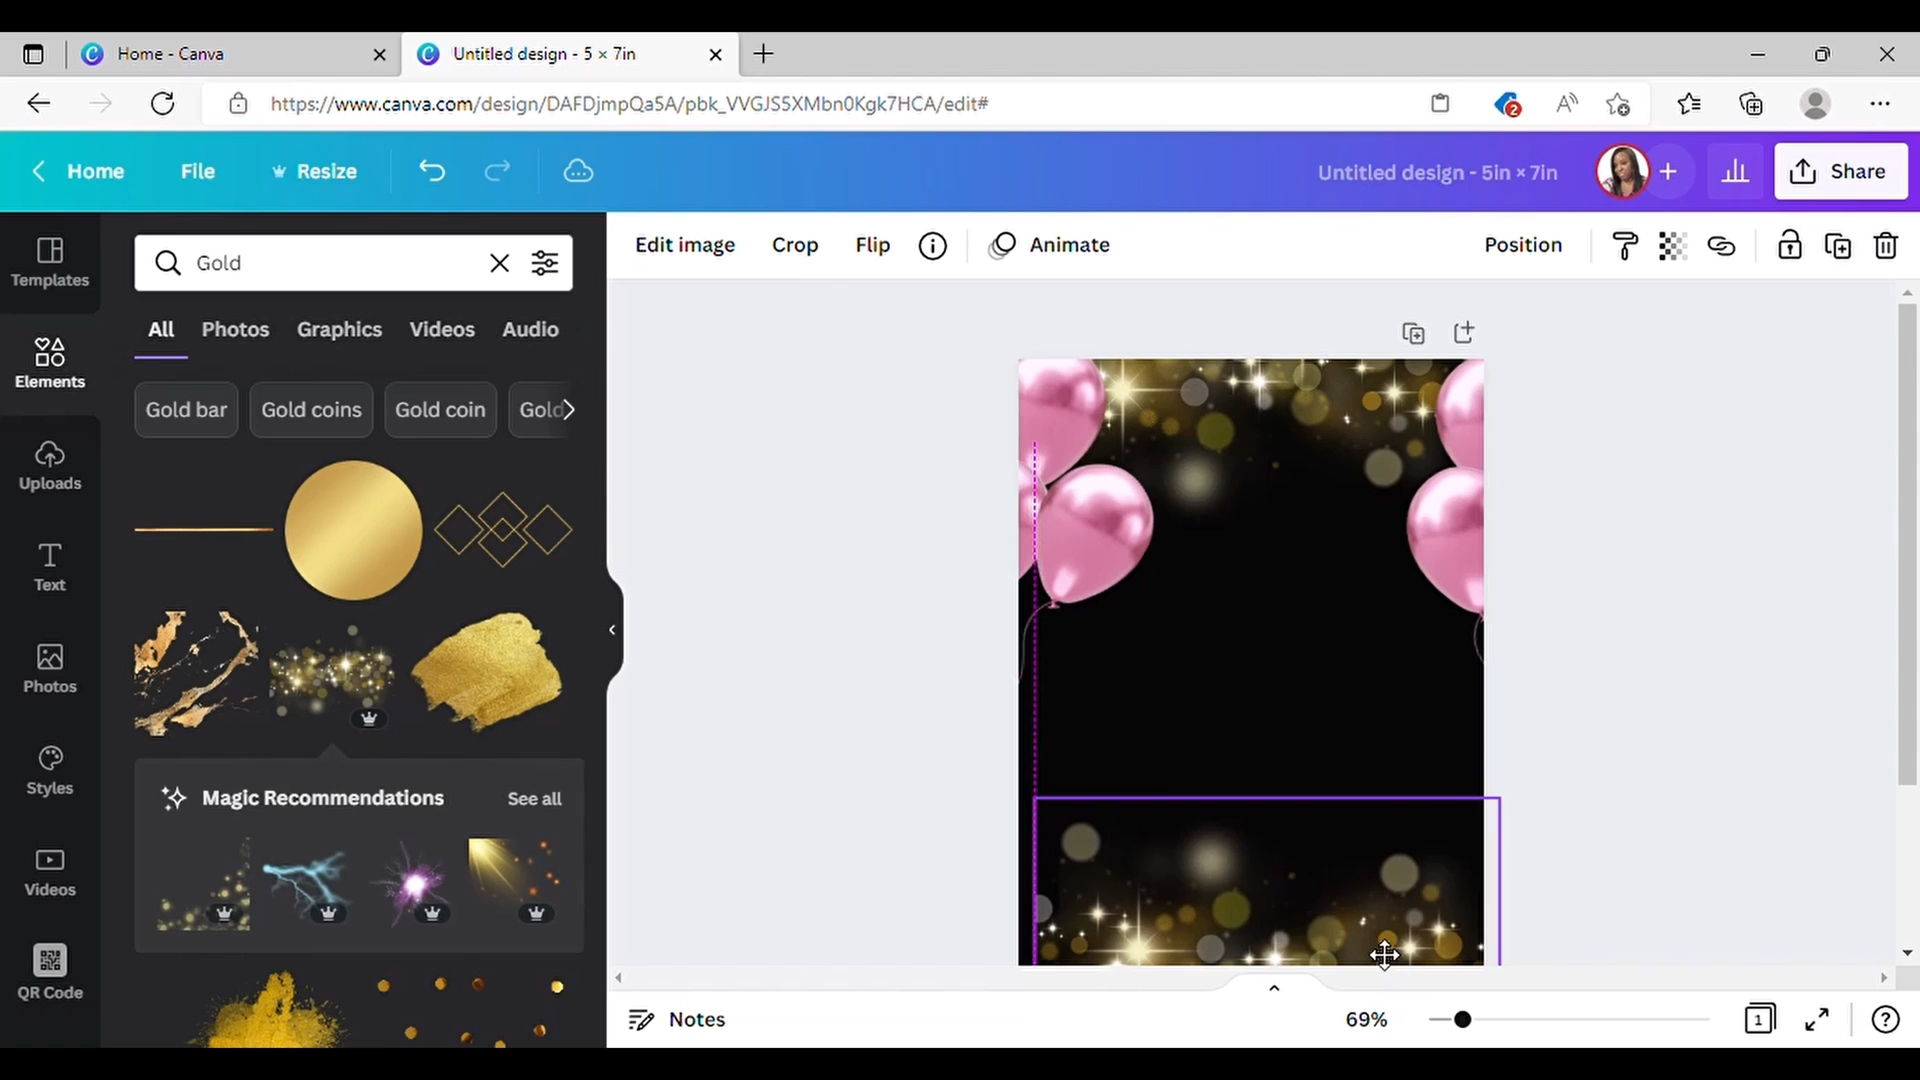 Home - Canva
Untitled design - 5 × 7in
https://www.canva.com/design/DAFDjmpQa5A/pbk_VVGJS5XMbn0Kgk7HCA/edit#
2
Home
File
Resize
Untitled design - 5in × 7in
Share
Templates
Elements
Uploads
Text
Photos
Styles
Videos
QR Code
Gold
All
Photos
Graphics
Videos
Audio
Gold bar
Gold coins
Gold coin
Gold
Magic Recommendations
See all
Edit image
Crop
Flip
Animate
Position
Notes
69%
1